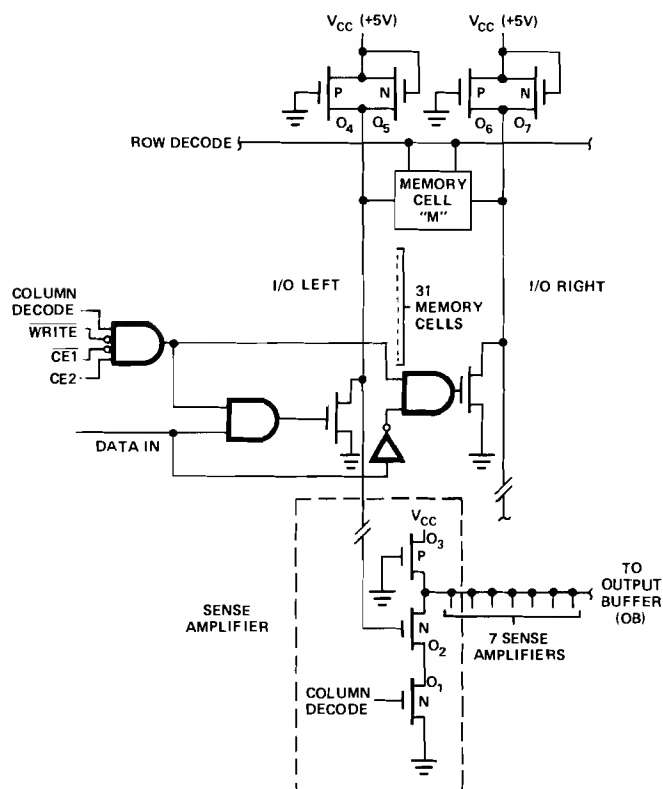 VCC (+5V)
VCC (+5V)
P
N
P
N
O4
O5
O6
O7
ROW DECODE
MEMORY
CELL
"M"
I/O LEFT
31
MEMORY
CELLS
I/O RIGHT
COLUMN
DECODE
WRITE
CE1
CE2
DATA IN
VCC
O3
P
TO
OUTPUT
BUFFER
(OB)
SENSE
AMPLIFIER
N
O2
7 SENSE
AMPLIFIERS
O1
COLUMN
DECODE
N